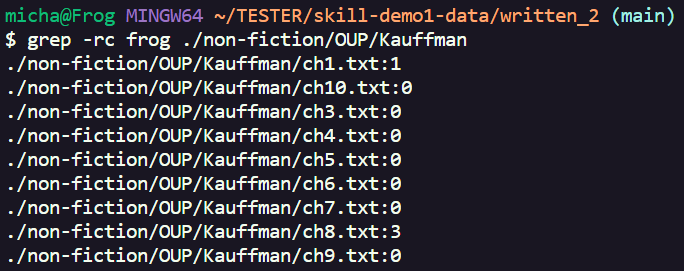 micha@Frog MINGW64 ~/TESTER/skill-demo1-data/written_2 (main)
$ grep -rc frog ./non-fiction/OUP/Kauffman
./non-fiction/OUP/Kauffman/ch1.txt:1
./non-fiction/OUP/Kauffman/ch10.txt:0
./non-fiction/OUP/Kauffman/ch3.txt:0
./non-fiction/OUP/Kauffman/ch4.txt:0
./non-fiction/OUP/Kauffman/ch5.txt:0
./non-fiction/OUP/Kauffman/ch6.txt:0
./non-fiction/OUP/Kauffman/ch7.txt:0
./non-fiction/OUP/Kauffman/ch8.txt:3
./non-fiction/OUP/Kauffman/ch9.txt:0